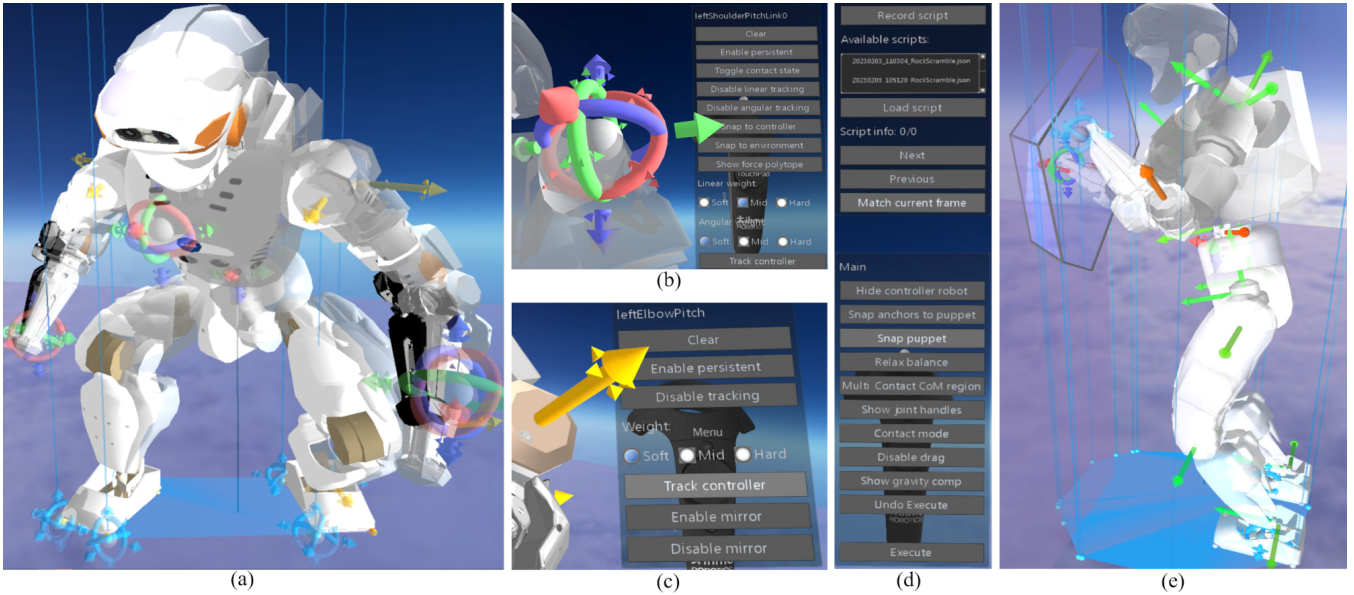 leftShoulderPitchLink0
Clear
Enable persistent
Toggle contact state
Disable linear tracking
Disable angular tracking
Snap to controller
Snap to environment
Show force polytope
TouchPad
Linear weight:
Soft Mid Hard
Angular
Soft Mid Hard
Track controller
(b)
leftElbowPitch
Clear
Enable persistent
Disable tracking
Weight:
Menu
Soft Mid Hard
Track controller
Enable mirror
Disable mirror
(c)
Record script
Available scripts:
20230203_110304_RockScramble.json
20230203_105120_RockScramble.json
Load script
Script info: 0/0
Next
Previous
Match current frame
Main
Hide controller robot
Snap anchors to puppet
Snap puppet
Relax balance
Multi Contact CoM region
Show joint handles
Contact mode
Disable drag
Show gravity comp
Undo Execute
ROBOTICS
Execute
(d)
(a)
(e)